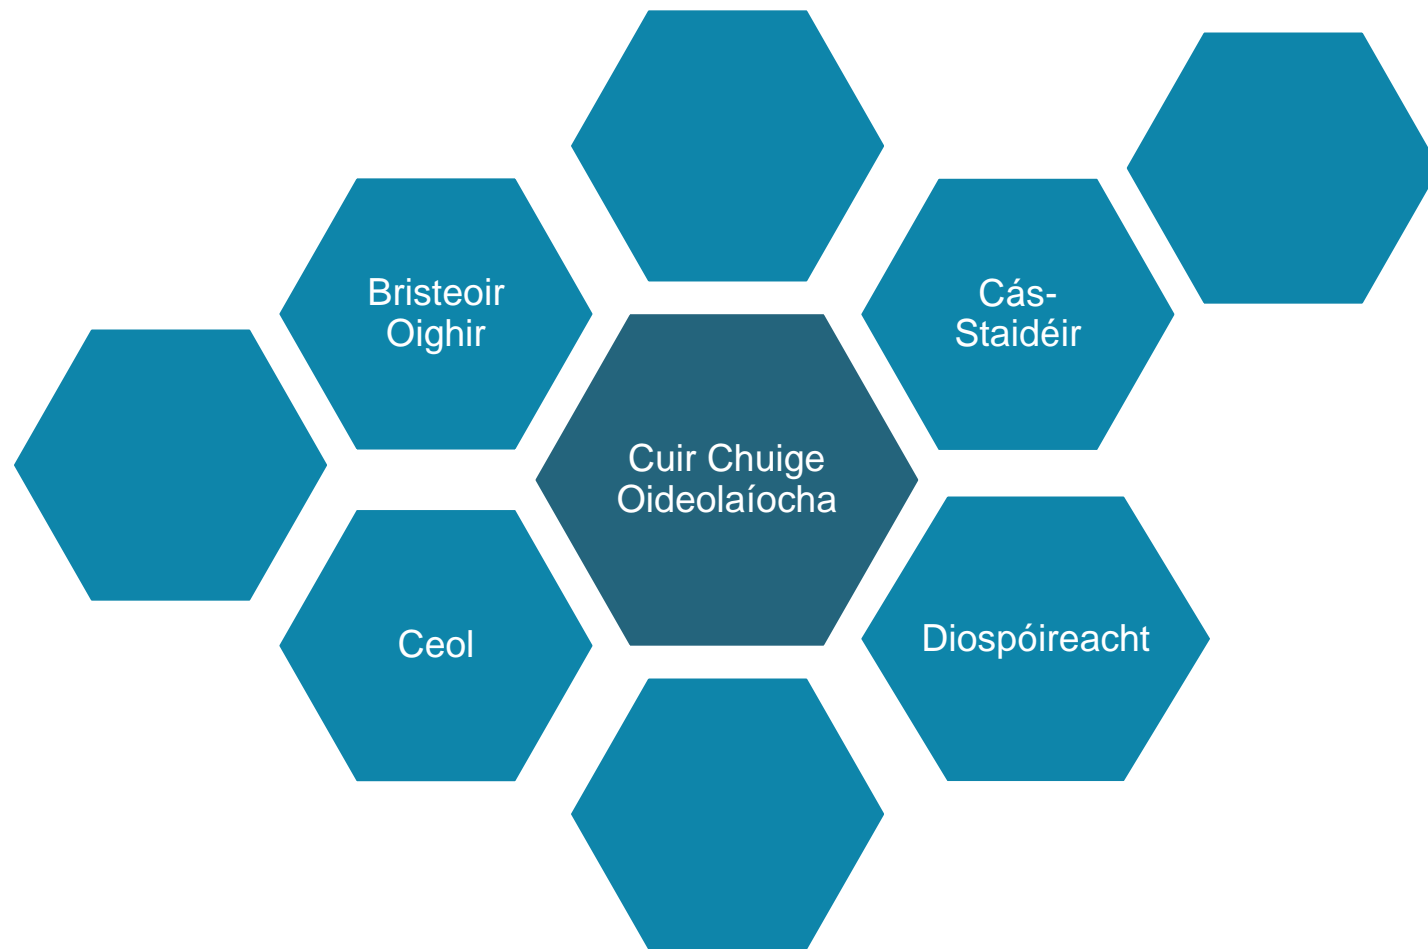 Bristeoir
Oighir
Cás-
Staidéir
Cuir Chuige
Oideolaíocha
Ceol
Diospóireacht